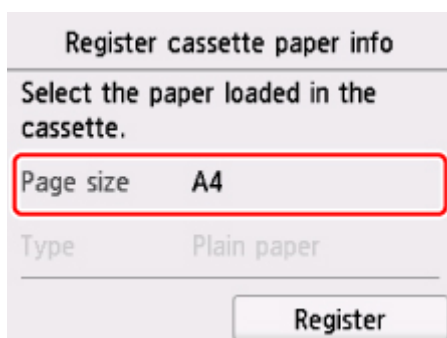 Register cassette paper info
Select the paper loaded in the
cassette.
Page size A4
Type Plain paper
Register